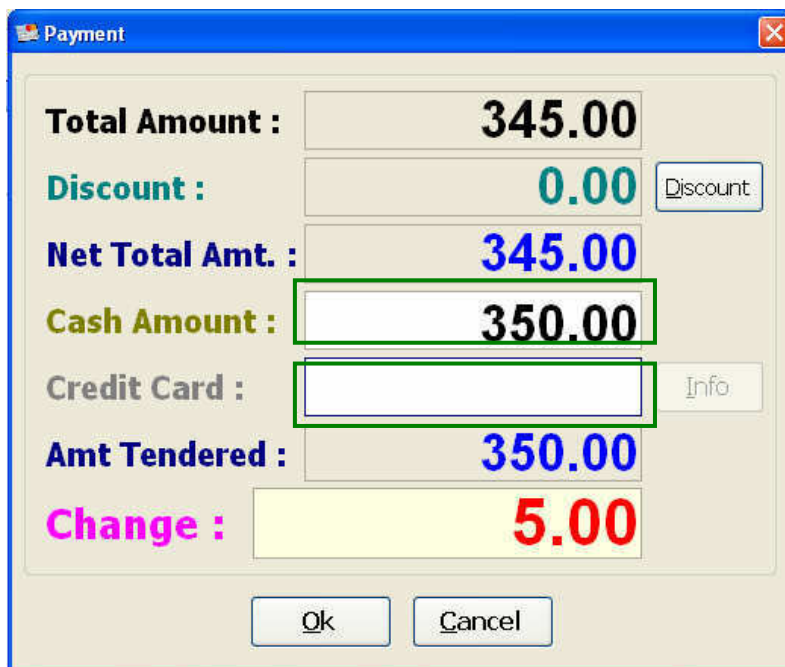 Payment
Total Amount : 345.00
Discount : 0.00 Discount
Net Total Amt. : 345.00
Cash Amount : 350.00
Credit Card : Info
Amt Tendered : 350.00
Change : 5.00
Ok Cancel